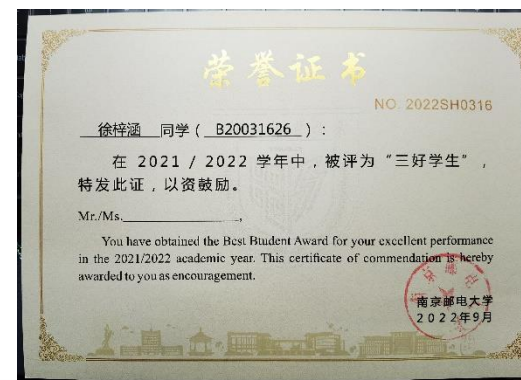 荣誉证书
NO. 2022SH0316
徐梓涵 同学( B20031626 ):
在 2021 / 2022 学年中,被评为“三好学生”,
特发此证,以资鼓励。
Mr./Ms.____________,
You have obtained the Best Student Award for your excellent performance
in the 2021/2022 academic year. This certificate of commendation is hereby
awarded to you as encouragement.
南京邮电大学
2022年9月